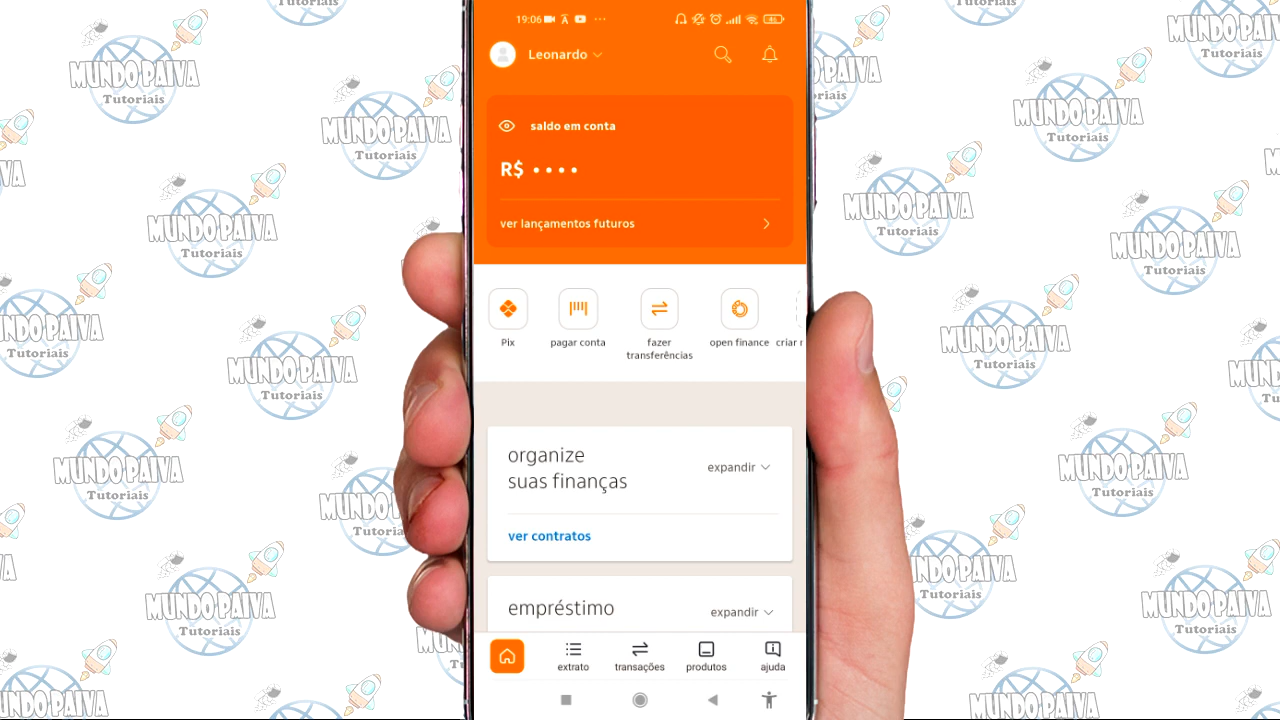 19:06
Leonardo
saldo em conta
R$ ••••
ver lançamentos futuros
Pix
pagar conta
fazer
transferências
open finance
criar
organize
suas finanças
expandir
ver contratos
empréstimo
expandir
extrato
transações
produtos
ajuda
MUNDO PAIVA
Tutoriais